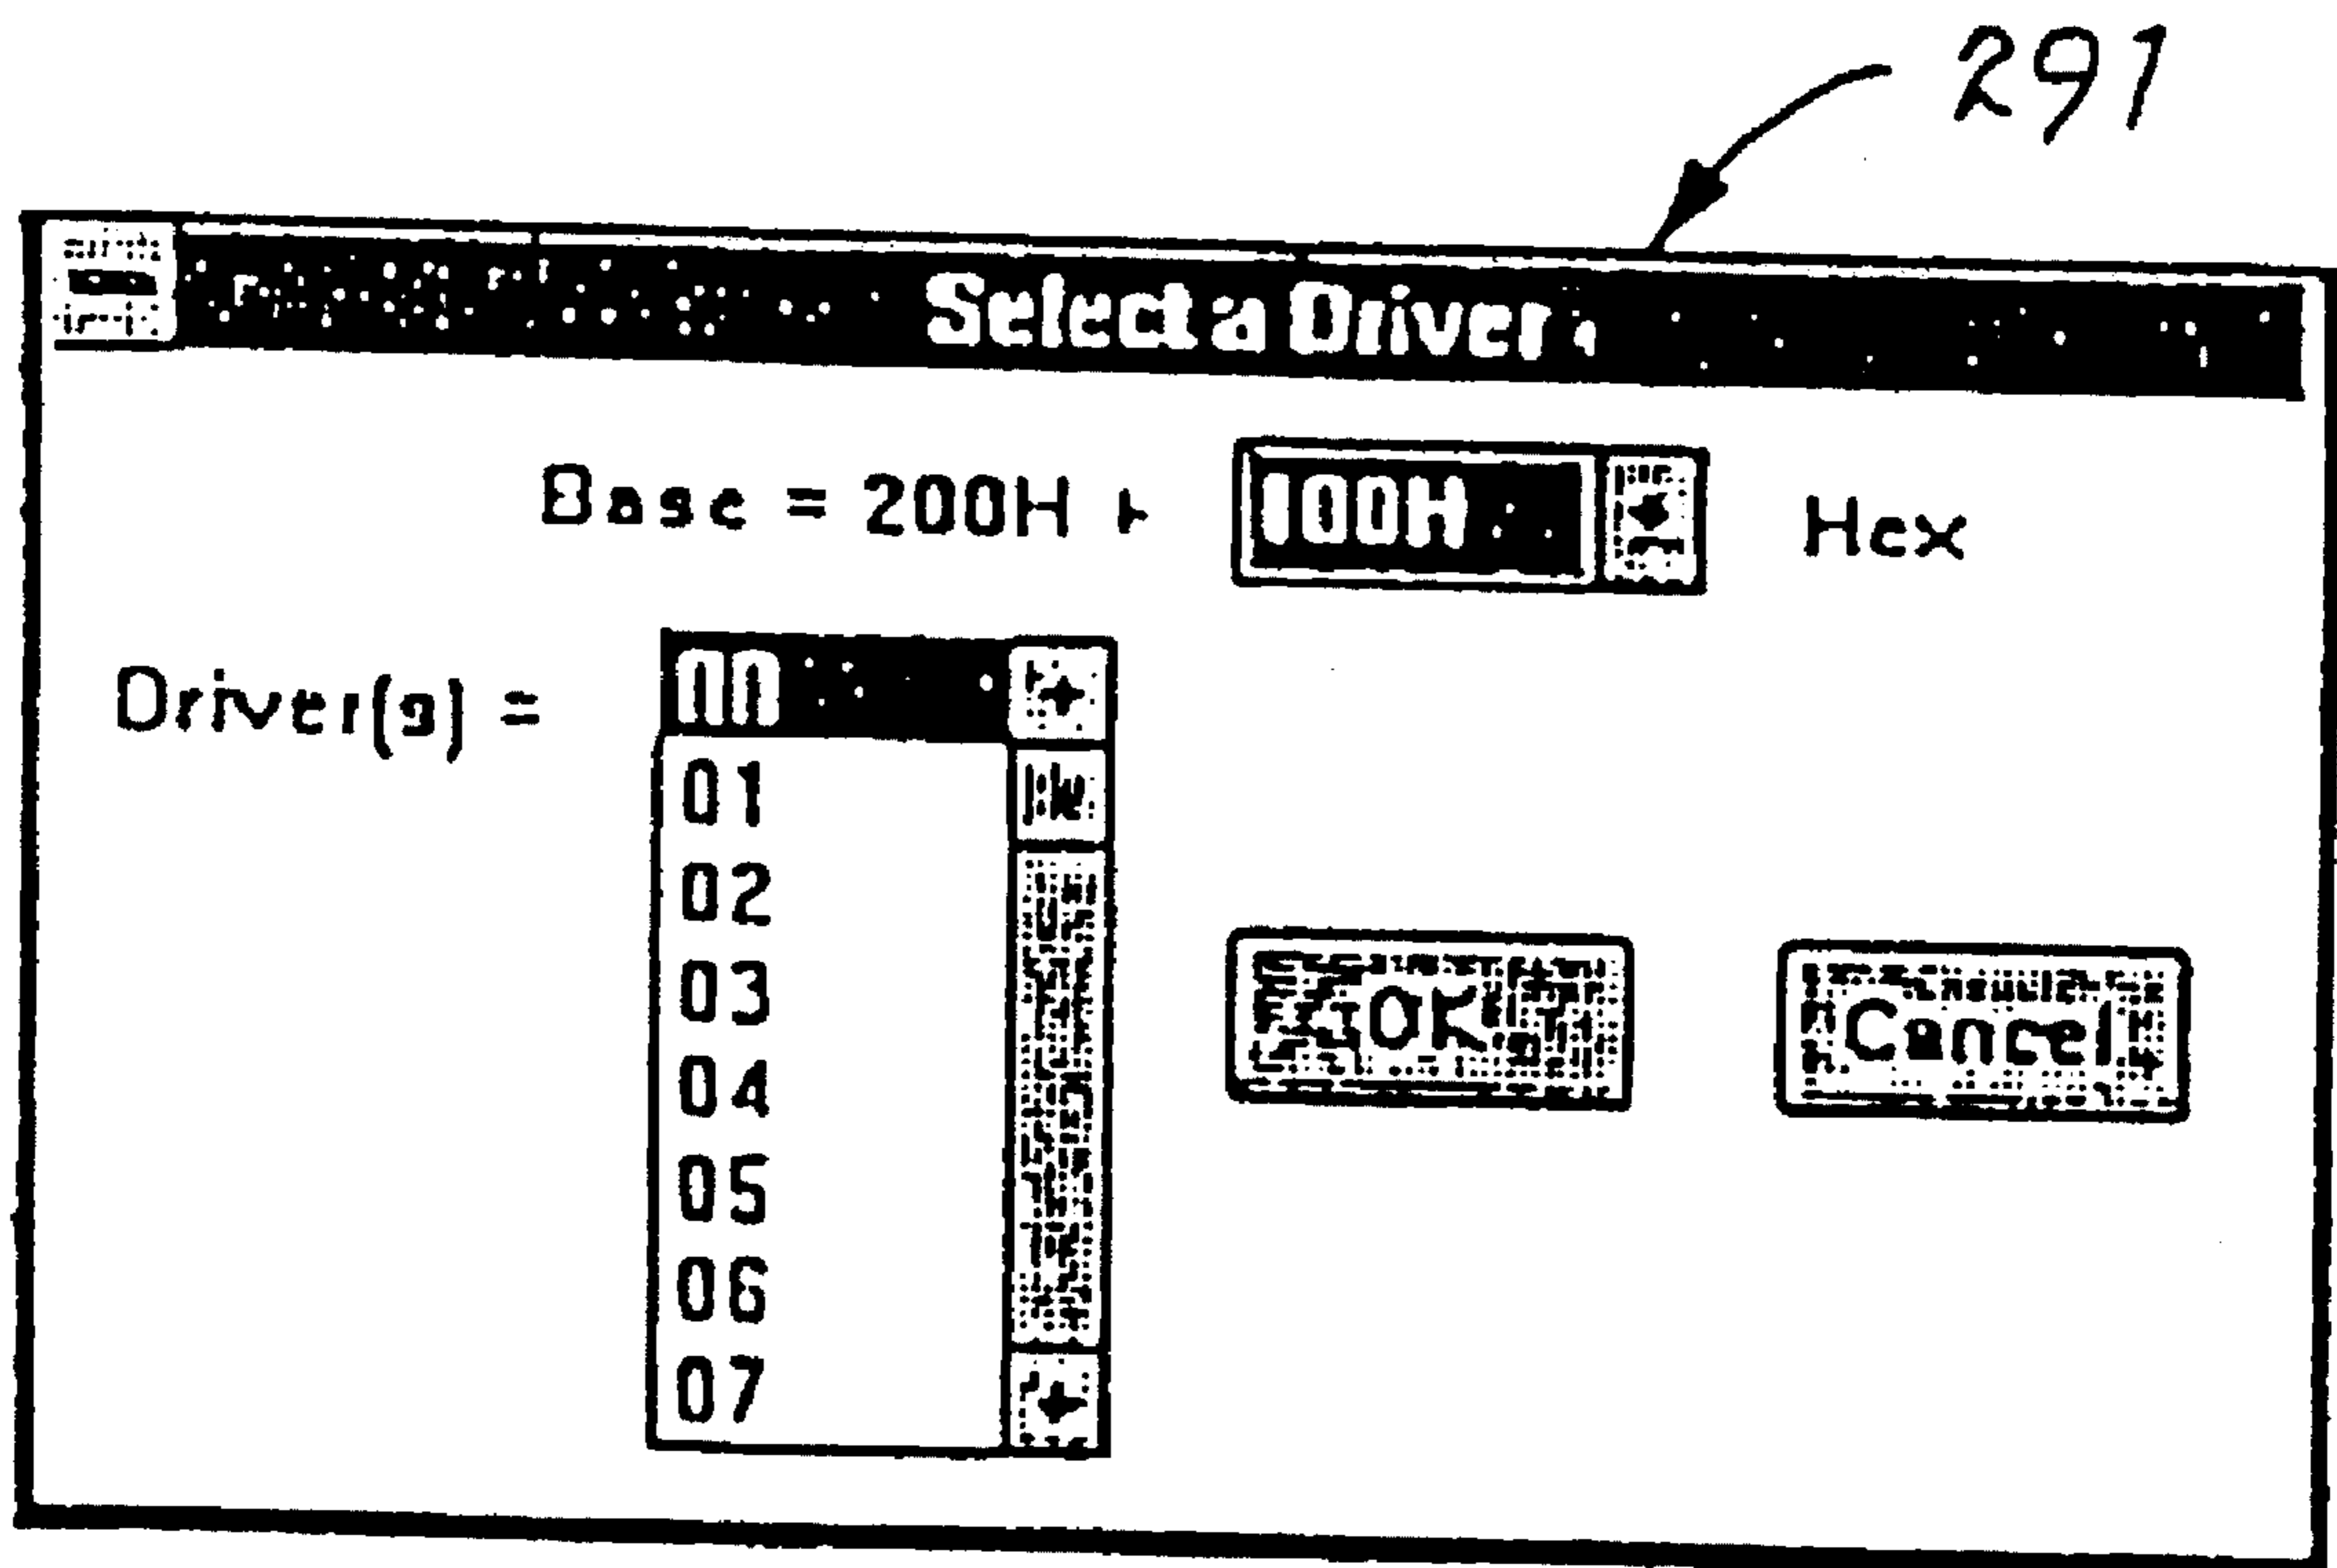 291
Select a Driver
Base = 200H + 100H Hex
Driver(s) = 00
01
02
03
04
05
06
07
OK
Cancel